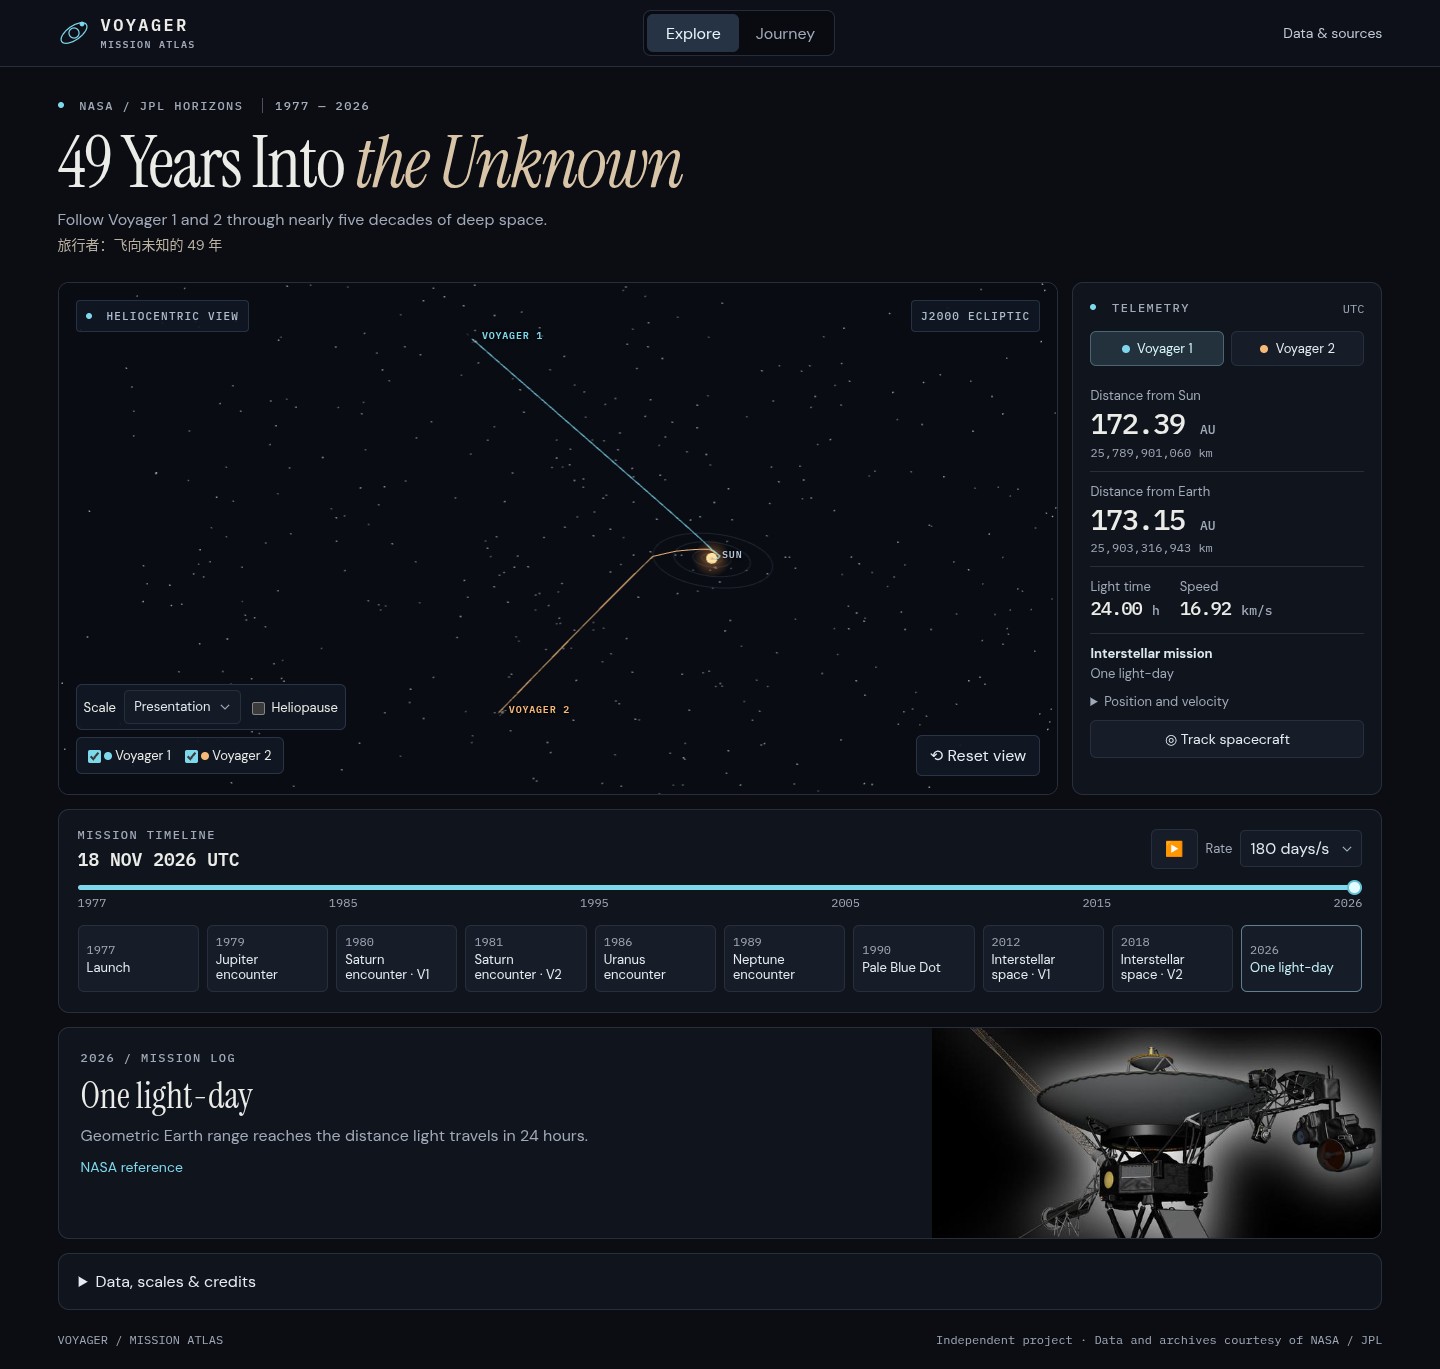 VOYAGER
MISSION ATLAS
Explore
Journey
Data & sources
NASA / JPL HORIZONS
1977 — 2026
49 Years Into the Unknown
Follow Voyager 1 and 2 through nearly five decades of deep space.
旅行者：飞向未知的 49 年
HELIOCENTRIC VIEW
J2000 ECLIPTIC
VOYAGER 1
SUN
VOYAGER 2
Scale
Presentation
Heliopause
Voyager 1
Voyager 2
⟲ Reset view
TELEMETRY
UTC
Voyager 1
Voyager 2
Distance from Sun
172.39 AU
25,789,901,060 km
Distance from Earth
173.15 AU
25,903,316,943 km
Light time
Speed
24.00 h
16.92 km/s
Interstellar mission
One light-day
▶ Position and velocity
◎ Track spacecraft
MISSION TIMELINE
18 NOV 2026 UTC
Rate
180 days/s
1977
1985
1995
2005
2015
2026
1977
Launch
1979
Jupiter
encounter
1980
Saturn
encounter · V1
1981
Saturn
encounter · V2
1986
Uranus
encounter
1989
Neptune
encounter
1990
Pale Blue Dot
2012
Interstellar
space · V1
2018
Interstellar
space · V2
2026
One light-day
2026 / MISSION LOG
One light-day
Geometric Earth range reaches the distance light travels in 24 hours.
NASA reference
▶ Data, scales & credits
VOYAGER / MISSION ATLAS
Independent project · Data and archives courtesy of NASA / JPL